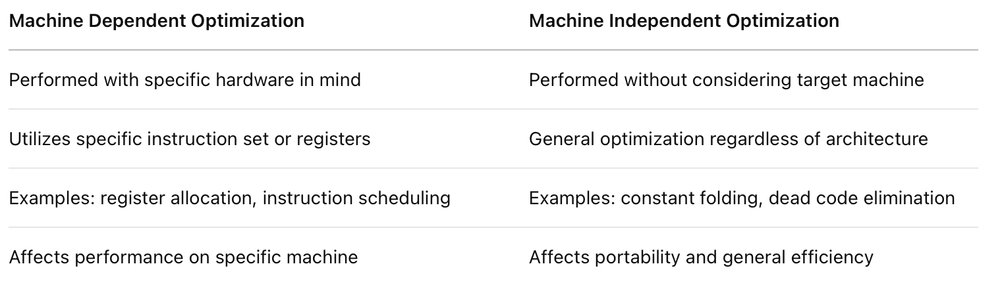 Machine Dependent Optimization Machine Independent Optimization
Performed with specific hardware in mind Performed without considering target machine
Utilizes specific instruction set or registers General optimization regardless of architecture
Examples: register allocation, instruction scheduling Examples: constant folding, dead code elimination
Affects performance on specific machine Affects portability and general efficiency